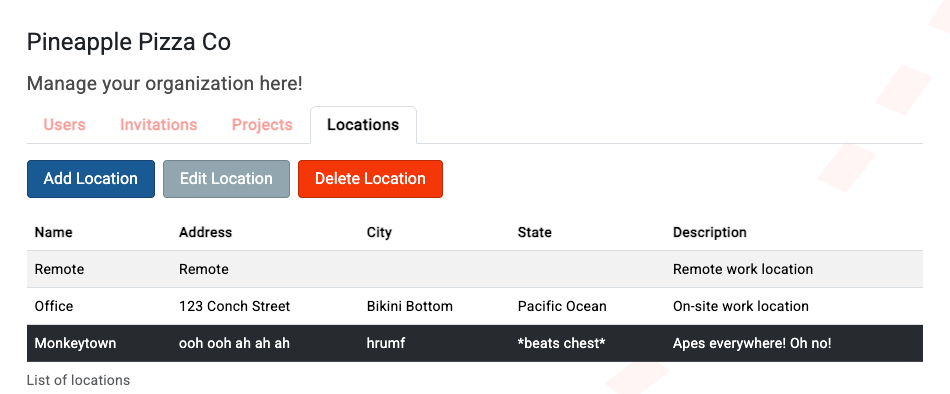 Pineapple Pizza Co
Manage your organization here!
Users Invitations Projects Locations
Add Location Edit Location Delete Location
Name Address City State Description
Remote Remote Remote work location
Office 123 Conch Street Bikini Bottom Pacific Ocean On-site work location
Monkeytown ooh ooh ah ah ah hrumf *beats chest* Apes everywhere! Oh no!
List of locations